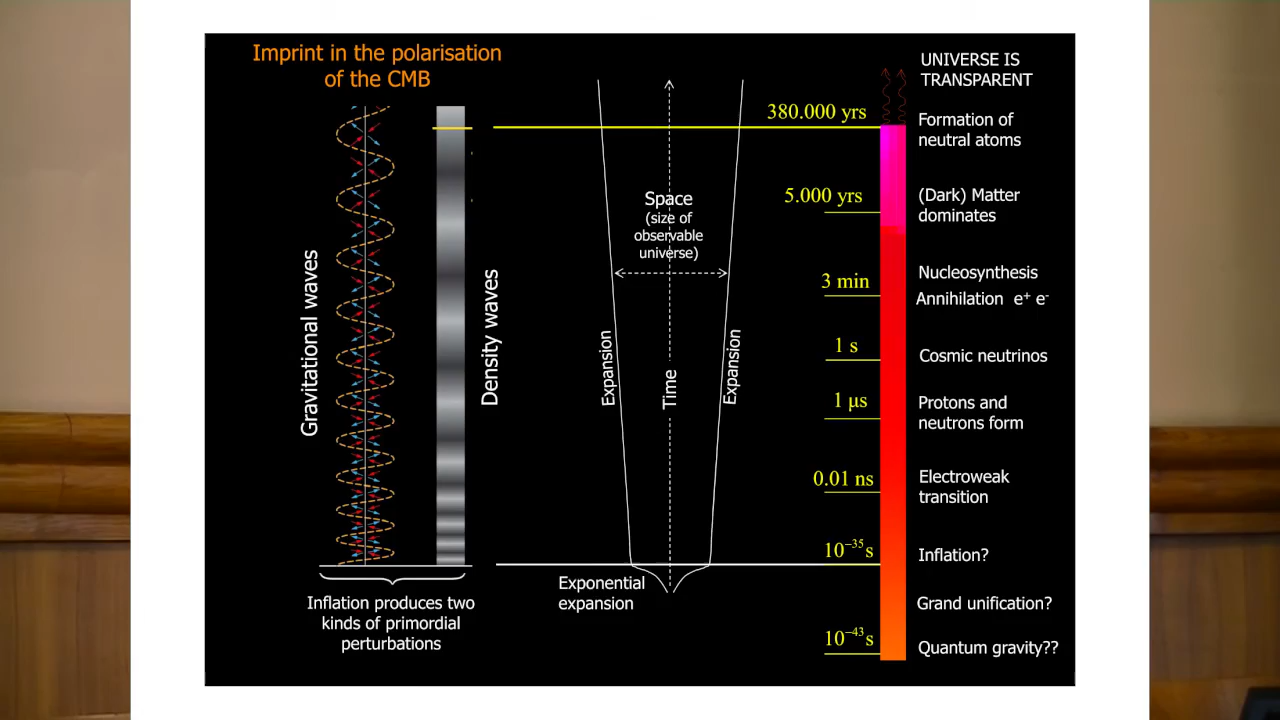 Imprint in the polarisation
of the CMB
Gravitational waves
Density waves
Inflation produces two
kinds of primordial
perturbations
Space
(size of
observable
universe)
Expansion
Time
Expansion
Exponential
expansion
UNIVERSE IS
TRANSPARENT
380.000 yrs
Formation of
neutral atoms
5.000 yrs
(Dark) Matter
dominates
3 min
Nucleosynthesis
Annihilation e⁺ e⁻
1 s
Cosmic neutrinos
1 µs
Protons and
neutrons form
0.01 ns
Electroweak
transition
10⁻³⁵s
Inflation?
Grand unification?
10⁻⁴³s
Quantum gravity??